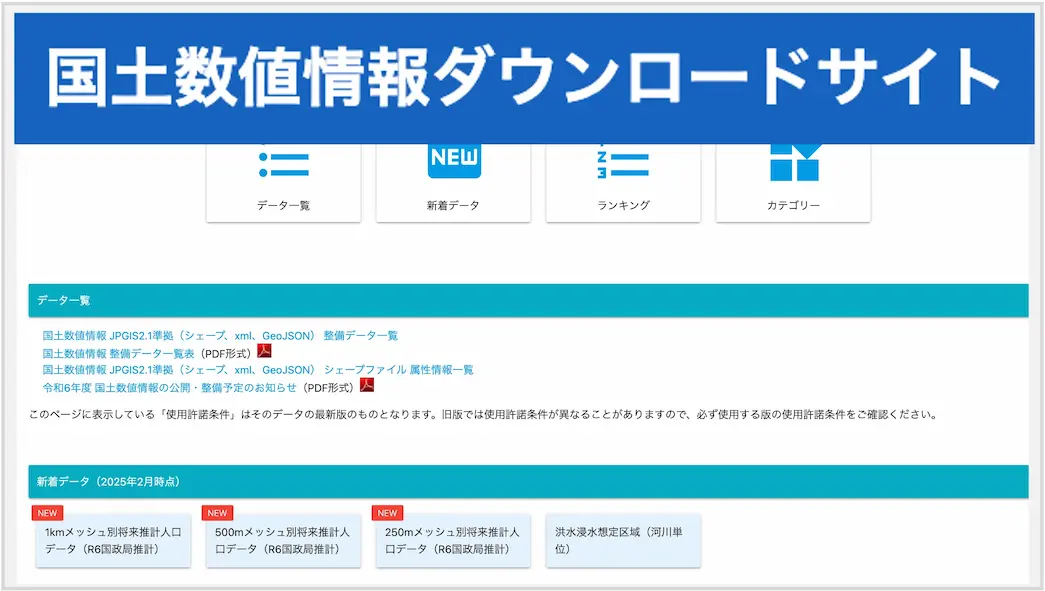 国土数値情報ダウンロードサイト
NEW
2
3
データ一覧
新着データ
ランキング
カテゴリー
データ一覧
国土数値情報 JPGIS2.1準拠（シェープ、xml、GeoJSON） 整備データ一覧
国土数値情報 整備データ一覧表（PDF形式）
国土数値情報 JPGIS2.1準拠（シェープ、xml、GeoJSON） シェープファイル 属性情報一覧
令和6年度 国土数値情報の公開・整備予定のお知らせ（PDF形式）
このページに表示している「使用許諾条件」はそのデータの最新版のものとなります。旧版では使用許諾条件が異なることがありますので、必ず使用する版の使用許諾条件をご確認ください。
新着データ（2025年2月時点）
NEW
1kmメッシュ別将来推計人口
データ（R6国政局推計）
NEW
500mメッシュ別将来推計人
口データ（R6国政局推計）
NEW
250mメッシュ別将来推計人
口データ（R6国政局推計）
洪水浸水想定区域（河川単
位）